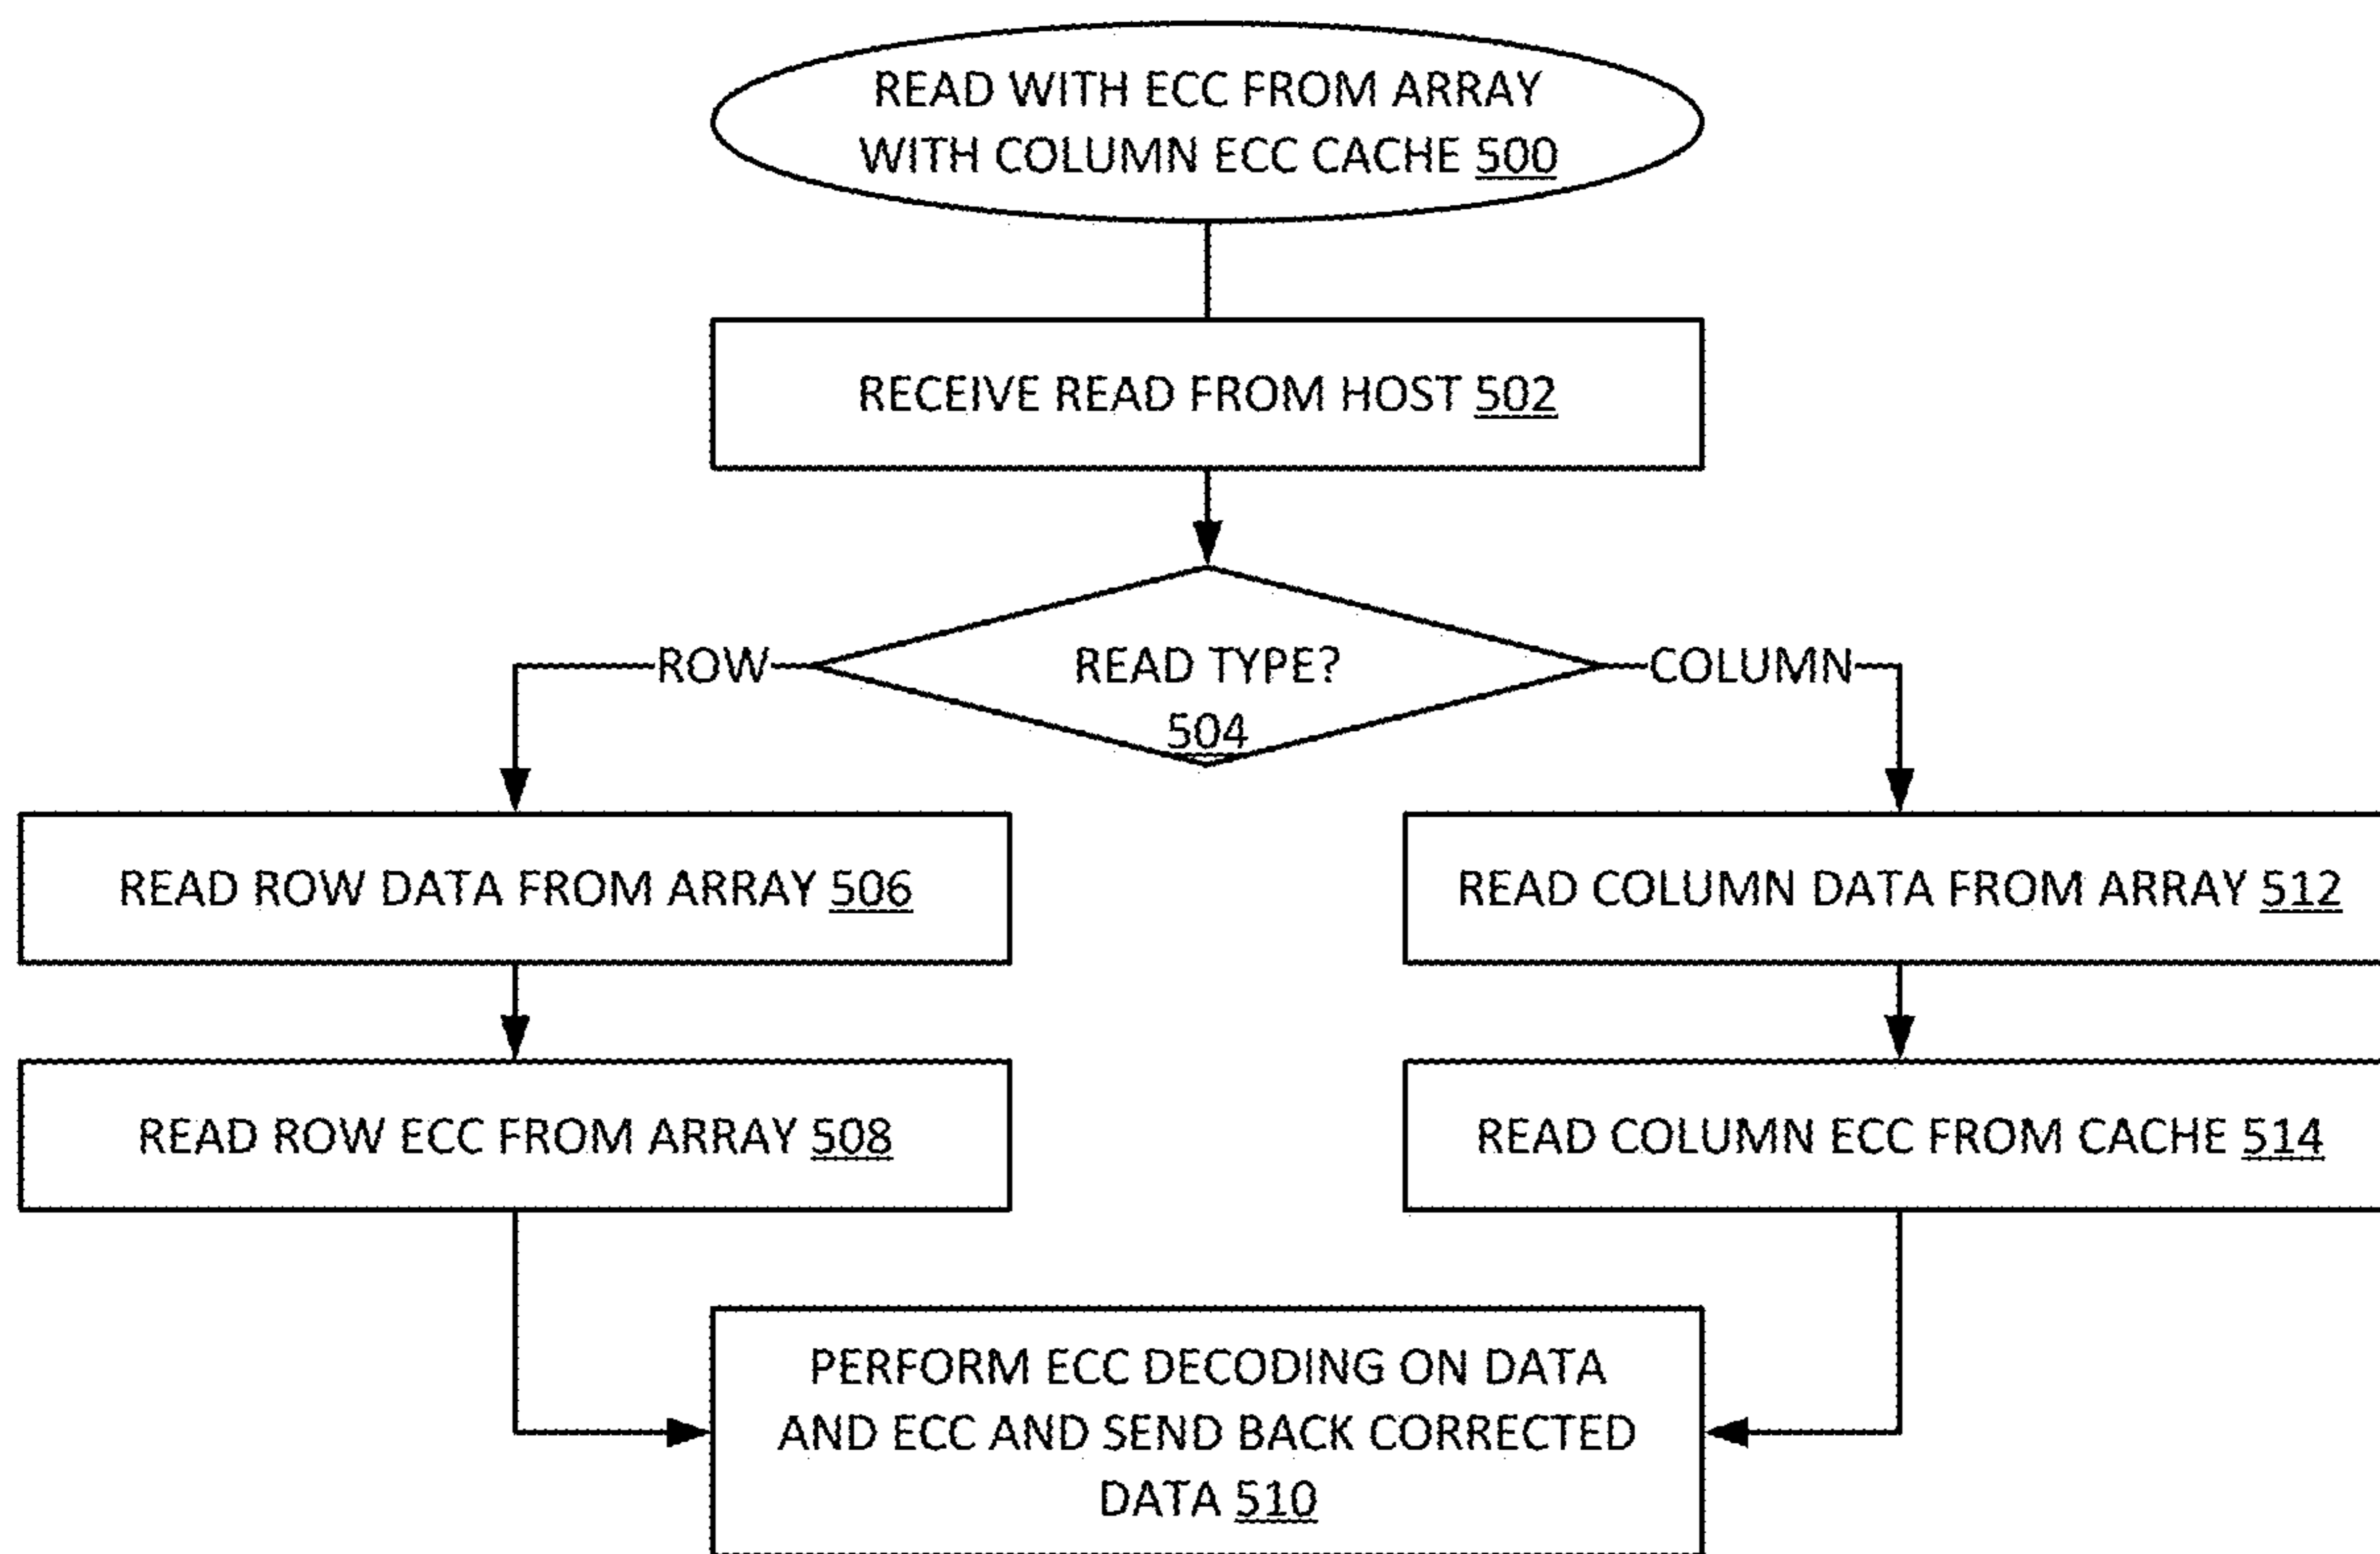 READ WITH ECC FROM ARRAY
WITH COLUMN ECC CACHE 500
RECEIVE READ FROM HOST 502
ROW
READ TYPE?
504
COLUMN
READ ROW DATA FROM ARRAY 506
READ COLUMN DATA FROM ARRAY 512
READ ROW ECC FROM ARRAY 508
READ COLUMN ECC FROM CACHE 514
PERFORM ECC DECODING ON DATA
AND ECC AND SEND BACK CORRECTED
DATA 510